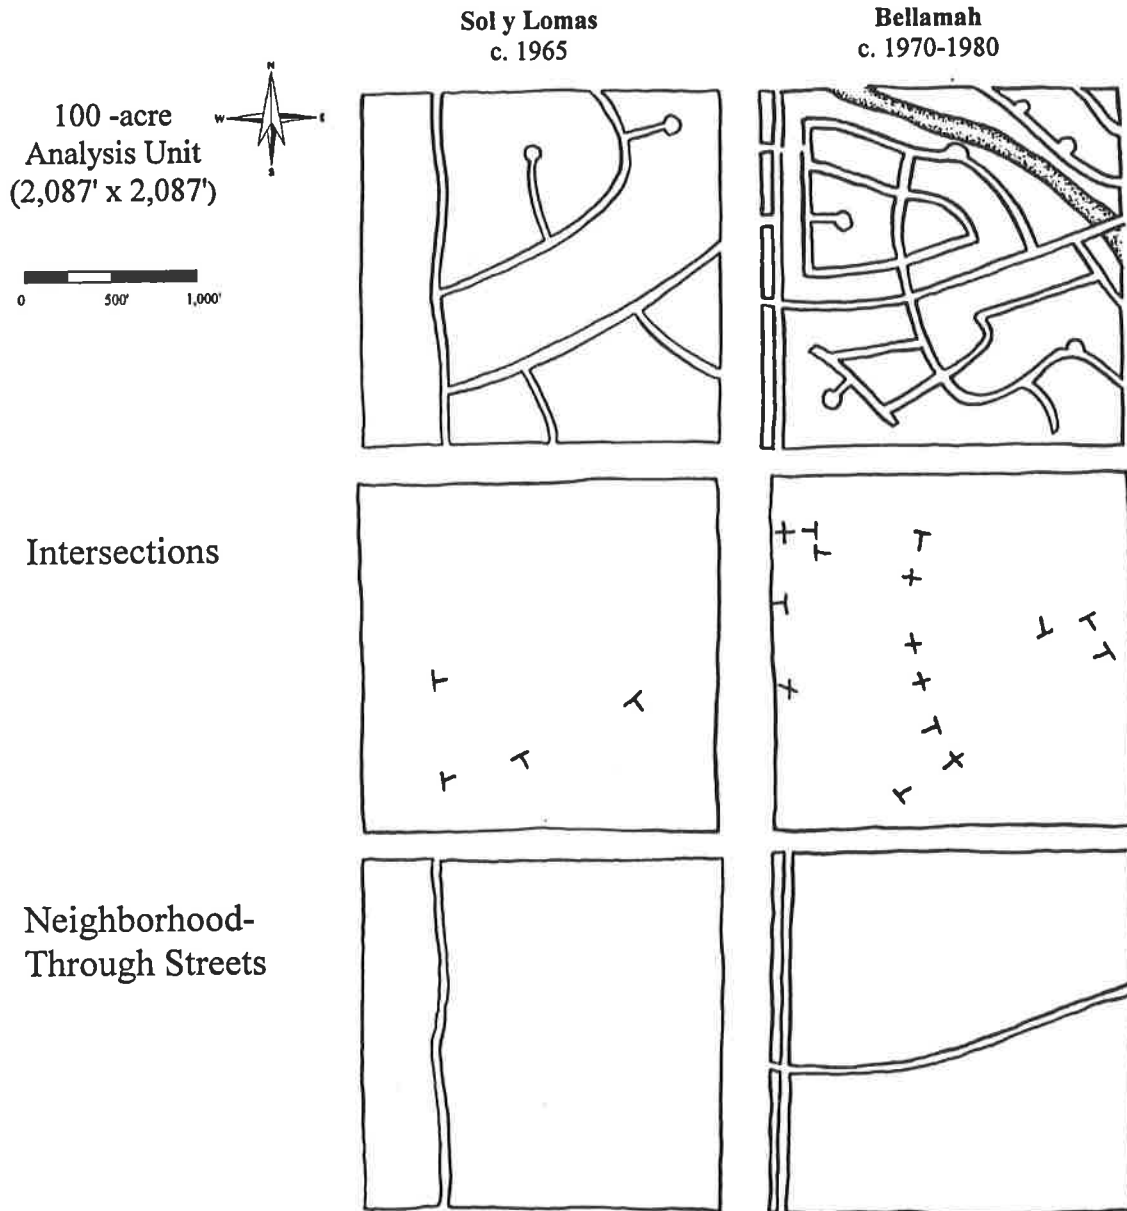 Sol y Lomas
c. 1965
Bellamah
c. 1970-1980
N
W
E
S
100 -acre
Analysis Unit
(2,087' x 2,087')
0 500' 1,000'
Intersections
Neighborhood-
Through Streets